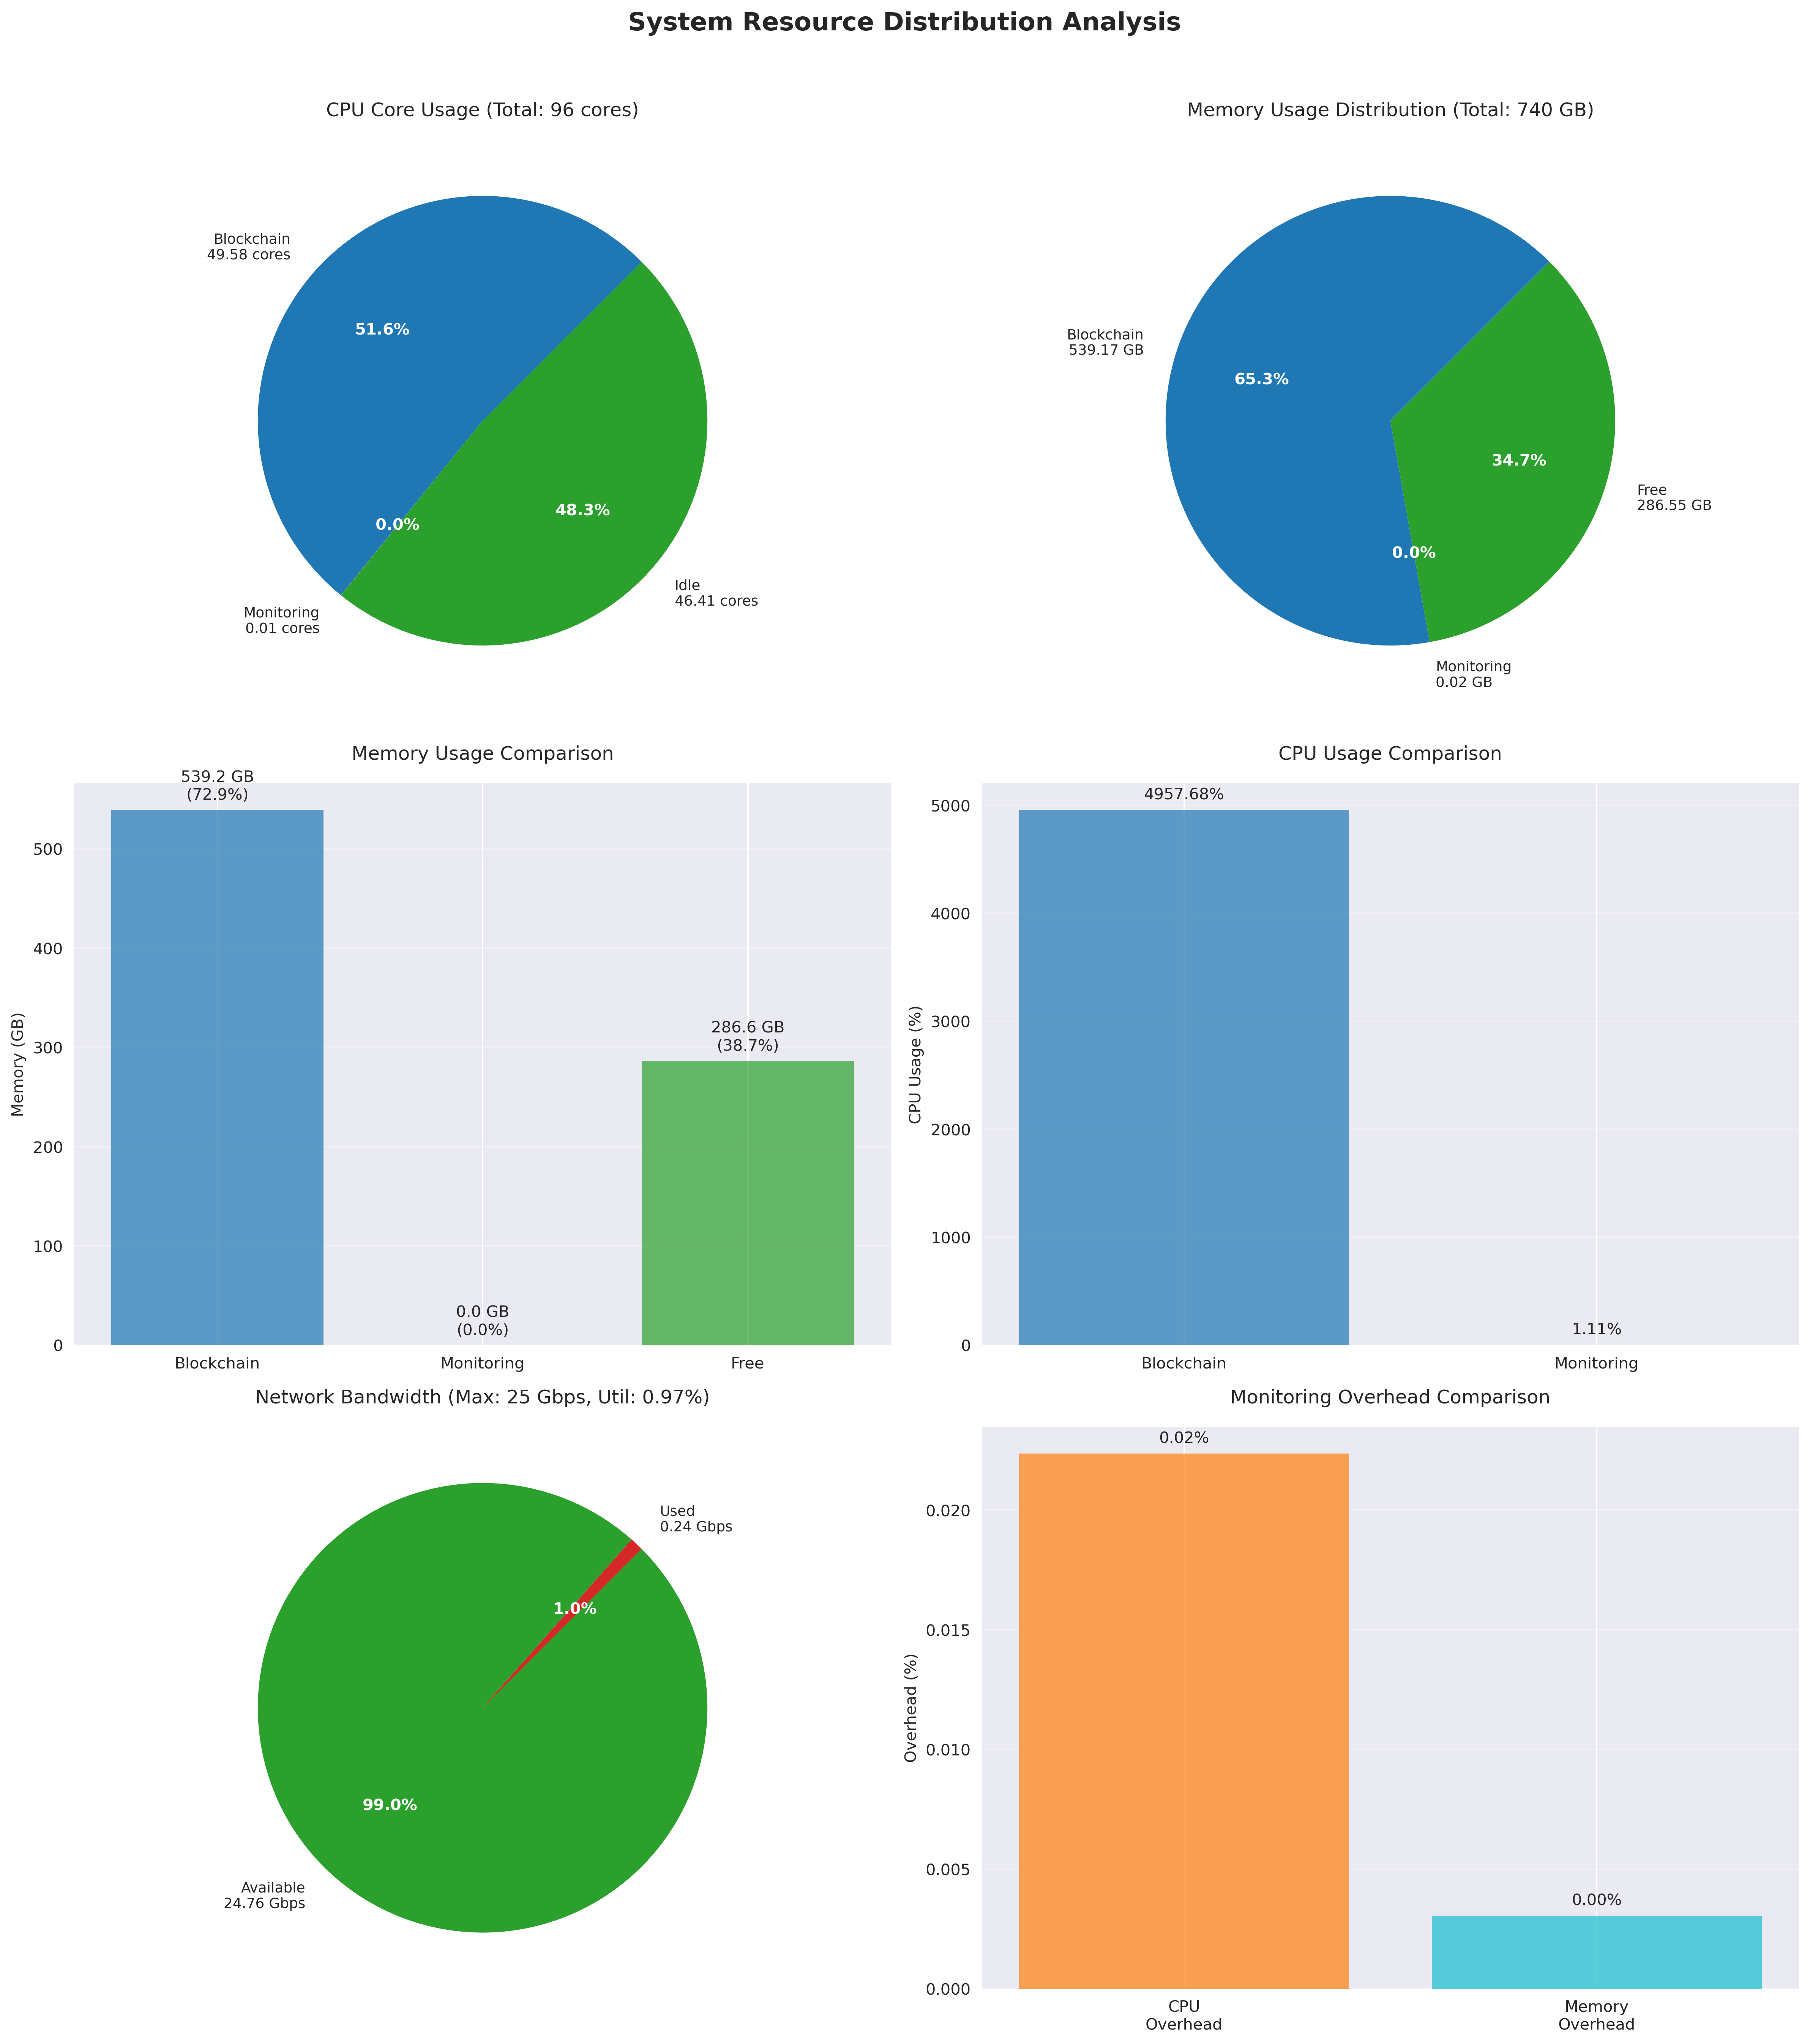 System Resource Distribution Analysis
CPU Core Usage (Total: 96 cores)
Blockchain
49.58 cores
51.6%
0.0%
48.3%
Monitoring
0.01 cores
Idle
46.41 cores
Memory Usage Distribution (Total: 740 GB)
Blockchain
539.17 GB
65.3%
34.7%
0.0%
Free
286.55 GB
Monitoring
0.02 GB
Memory Usage Comparison
539.2 GB
(72.9%)
500
400
300
200
100
0
Memory (GB)
286.6 GB
(38.7%)
0.0 GB
(0.0%)
Blockchain
Monitoring
Free
CPU Usage Comparison
4957.68%
5000
4000
3000
2000
1000
0
CPU Usage (%)
1.11%
Blockchain
Monitoring
Network Bandwidth (Max: 25 Gbps, Util: 0.97%)
Used
0.24 Gbps
1.0%
99.0%
Available
24.76 Gbps
Monitoring Overhead Comparison
0.02%
0.020
0.015
0.010
0.005
0.000
Overhead (%)
0.00%
CPU
Overhead
Memory
Overhead